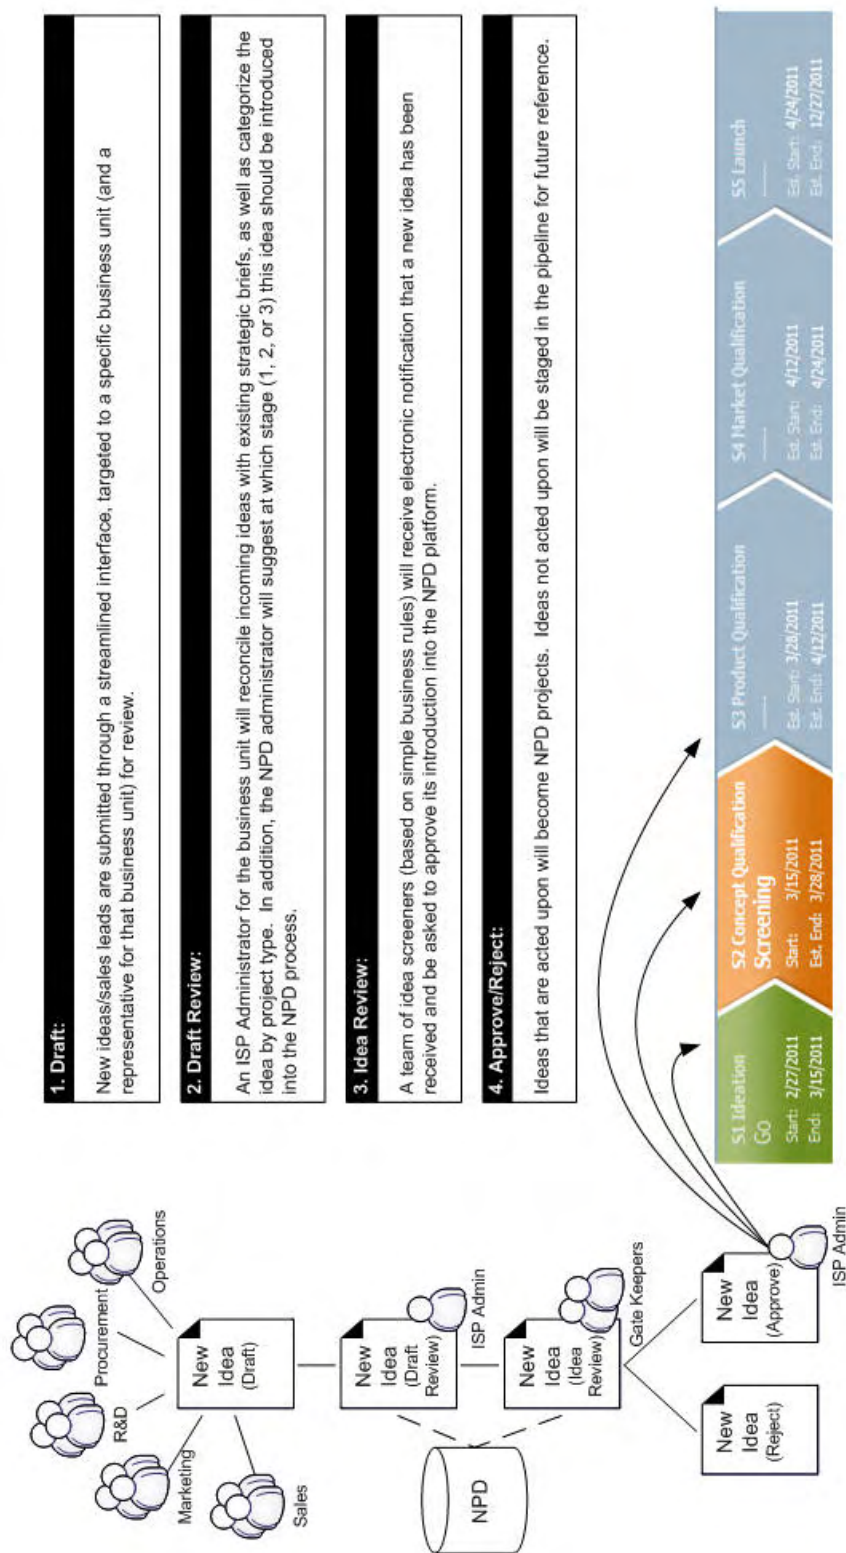 Operations
Procurement
R&D
Marketing
Sales
New
Idea
(Draft)
New
Idea
(Draft
Review)
ISP Admin
NPD
New
Idea
(Idea
Review)
Gate Keepers
New
Idea
(Reject)
New
Idea
(Approve)
ISP Admin
1. Draft:
New ideas/sales leads are submitted through a streamlined interface, targeted to a specific business unit (and a
representative for that business unit) for review.
2. Draft Review:
An ISP Administrator for the business unit will reconcile incoming ideas with existing strategic briefs, as well as categorize the
idea by project type. In addition, the NPD administrator will suggest at which stage (1, 2, or 3) this idea should be introduced
into the NPD process.
3. Idea Review:
A team of idea screeners (based on simple business rules) will receive electronic notification that a new idea has been
received and be asked to approve its introduction into the NPD platform.
4. Approve/Reject:
Ideas that are acted upon will become NPD projects. Ideas not acted upon will be staged in the pipeline for future reference.
S1 Ideation
Go
Start: 2/27/2011
End: 3/15/2011
S2 Concept Qualification
Screening
Start: 3/15/2011
Est. End: 3/28/2011
S3 Product Qualification
Est. Start: 3/28/2011
Est. End: 4/12/2011
S4 Market Qualification
Est. Start: 4/12/2011
Est. End: 4/24/2011
S5 Launch
Est. Start: 4/24/2011
Est. End: 12/27/2011